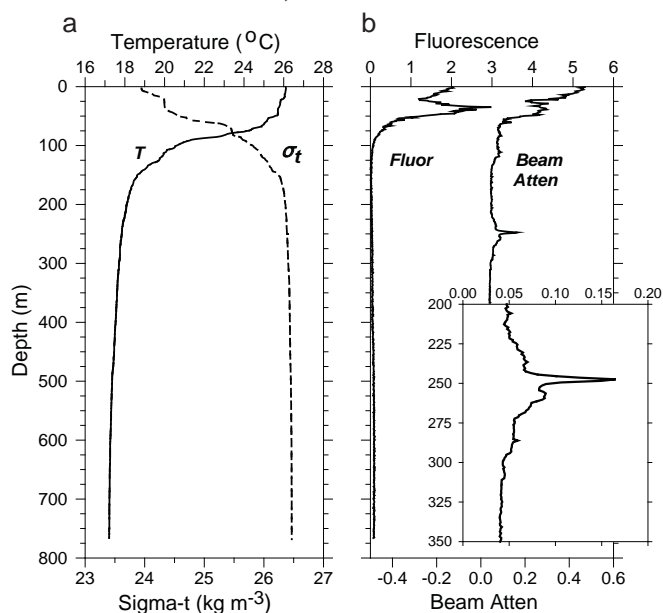 a
b
Temperature (°C)
Fluorescence
16 18 20 22 24 26 28
0 1 2 3 4 5 6
0
100
200
300
400
500
600
700
800
Depth (m)
T
σt
Fluor
Beam
Atten
0.00 0.05 0.10 0.15 0.20
200
225
250
275
300
325
350
23 24 25 26 27
-0.4 -0.2 0.0 0.2 0.4 0.6
Sigma-t (kg m-3)
Beam Atten